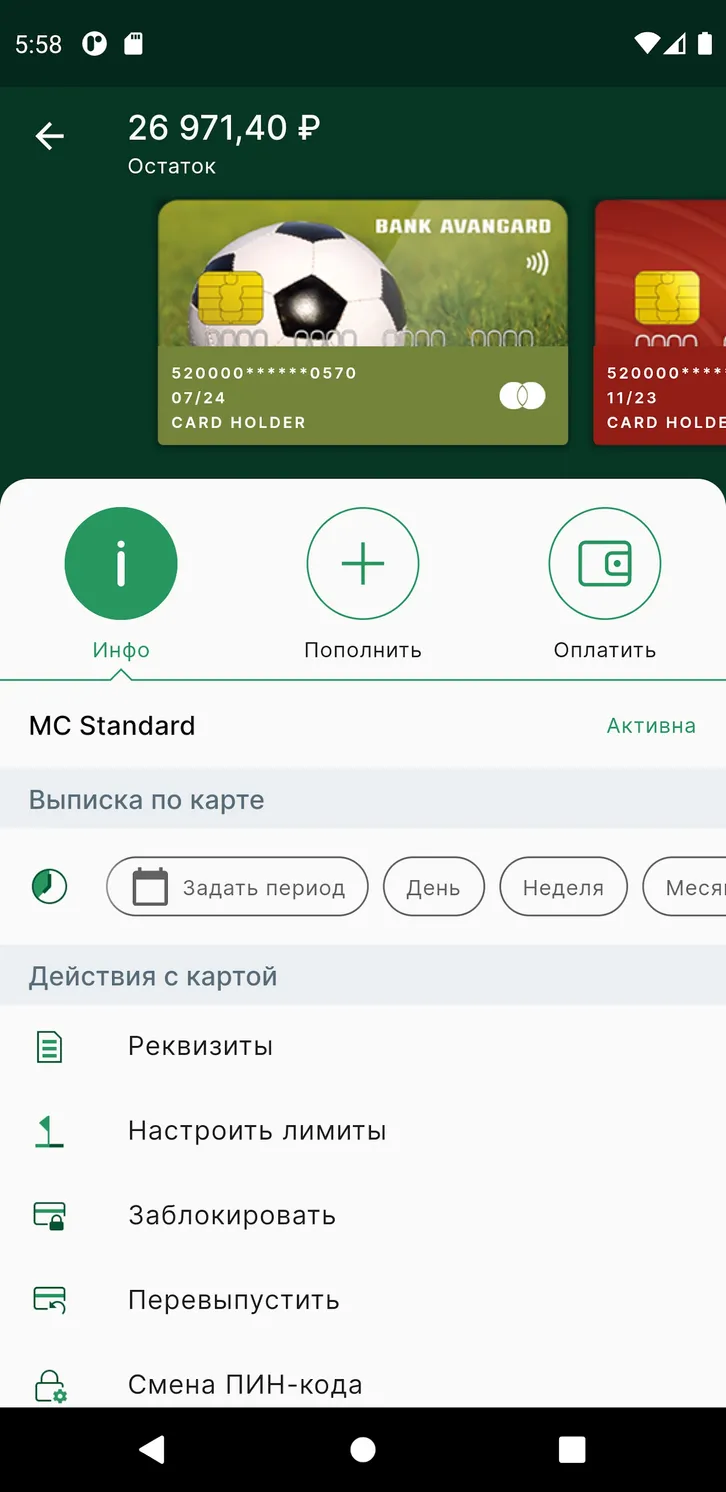 5:58
26 971,40 ₽
Остаток
BANK AVANGARD
520000******0570
07/24
CARD HOLDER
520000****
11/23
CARD HOLDE
Инфо
Пополнить
Оплатить
MC Standard
Активна
Выписка по карте
Задать период
День
Неделя
Меся
Действия с картой
Реквизиты
Настроить лимиты
Заблокировать
Перевыпустить
Смена ПИН-кода